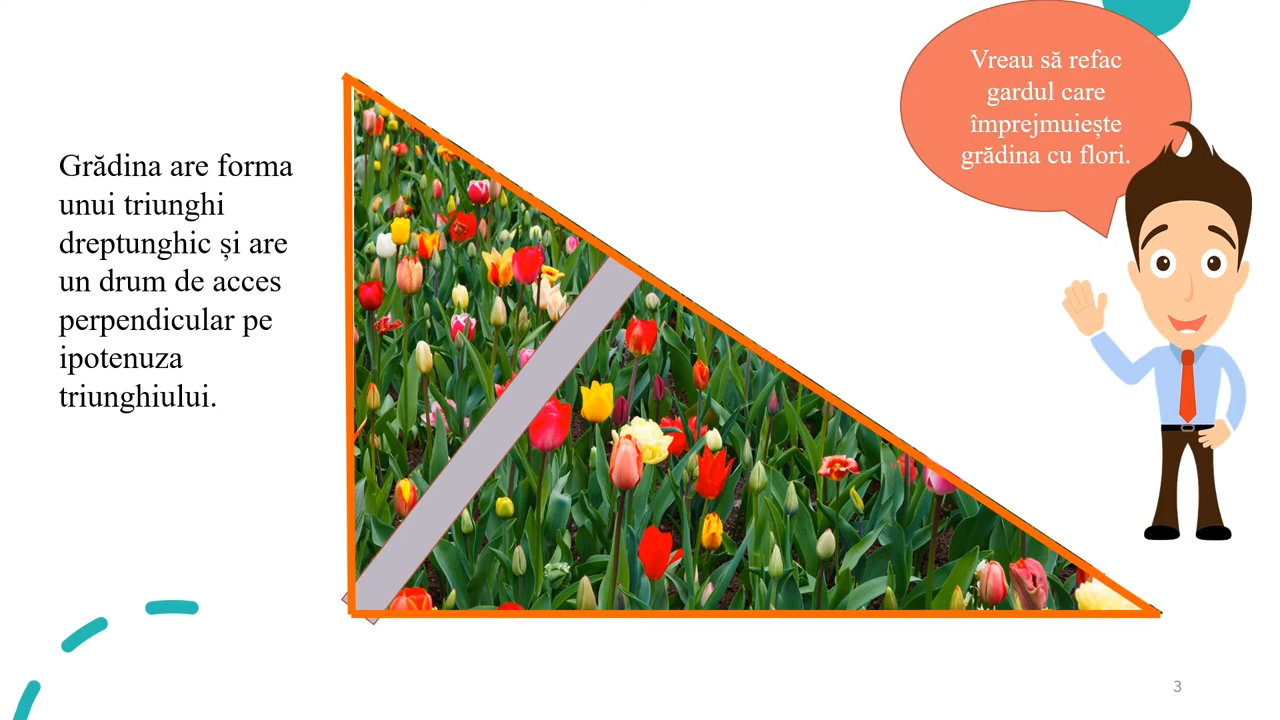 Vreau să refac
gardul care
împrejmuiește
grădina cu flori.
Grădina are forma
unui triunghi
dreptunghic și are
un drum de acces
perpendicular pe
ipotenuza
triunghiului.
3